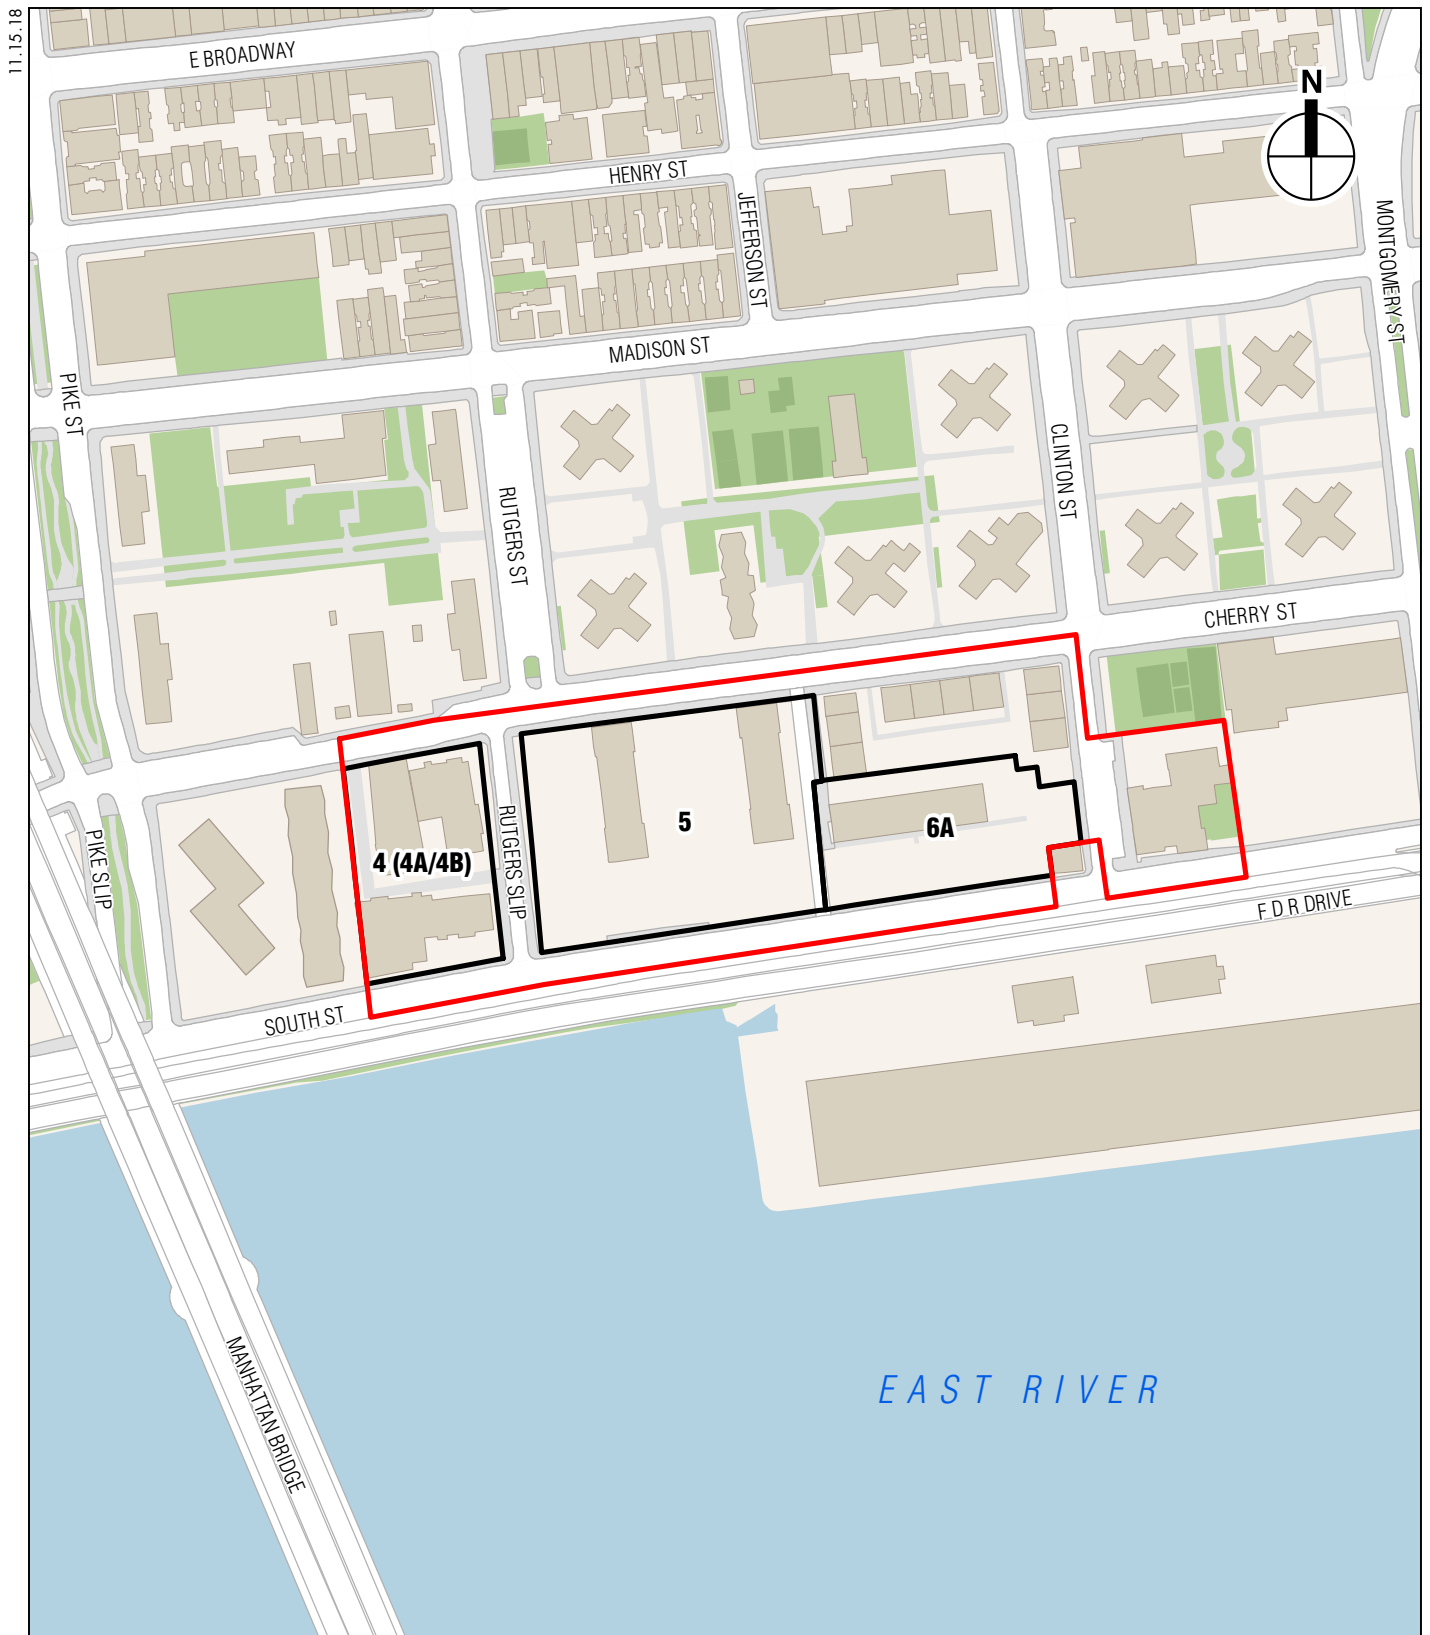 11.15.18
E BROADWAY
N
HENRY ST
JEFFERSON ST
MONTGOMERY ST
MADISON ST
PIKE ST
CLINTON ST
RUTGERS ST
CHERRY ST
5
6A
RUTGERS SLIP
4 (4A/4B)
PIKE SLIP
F D R DRIVE
SOUTH ST
MANHATTAN BRIDGE
EAST RIVER